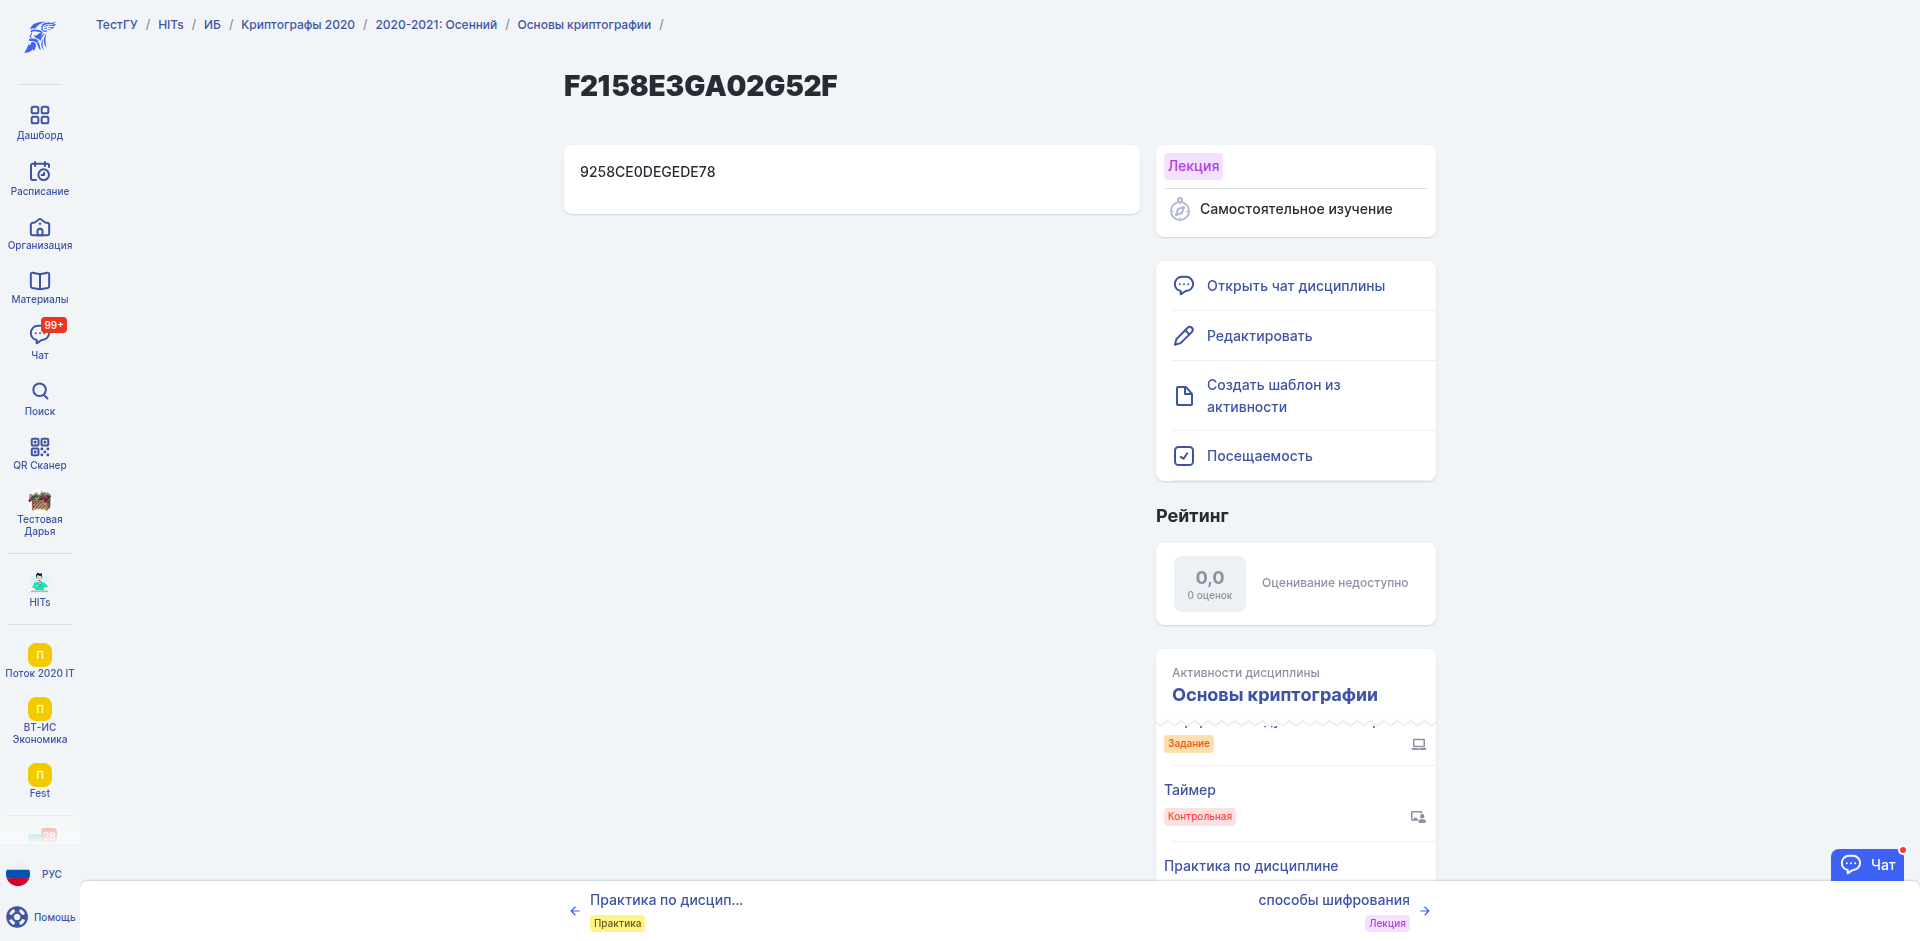 ТестГУ / HITs / ИБ / Криптографы 2020 / 2020-2021: Осенний / Основы криптографии /
F2158E3GA02G52F
Дашборд
Расписание
Организация
Материалы
99+
Чат
Поиск
QR Сканер
Тестовая
Дарья
HITs
П
Поток 2020 IT
П
ВТ-ИС
Экономика
П
Fest
28
РУС
Помощь
9258CE0DEGEDE78
Лекция
Самостоятельное изучение
Открыть чат дисциплины
Редактировать
Создать шаблон из
активности
Посещаемость
Рейтинг
0,0
0 оценок
Оценивание недоступно
Активности дисциплины
Основы криптографии
Задание
Таймер
Контрольная
Практика по дисциплине
Чат
Практика по дисцип...
Практика
способы шифрования
Лекция